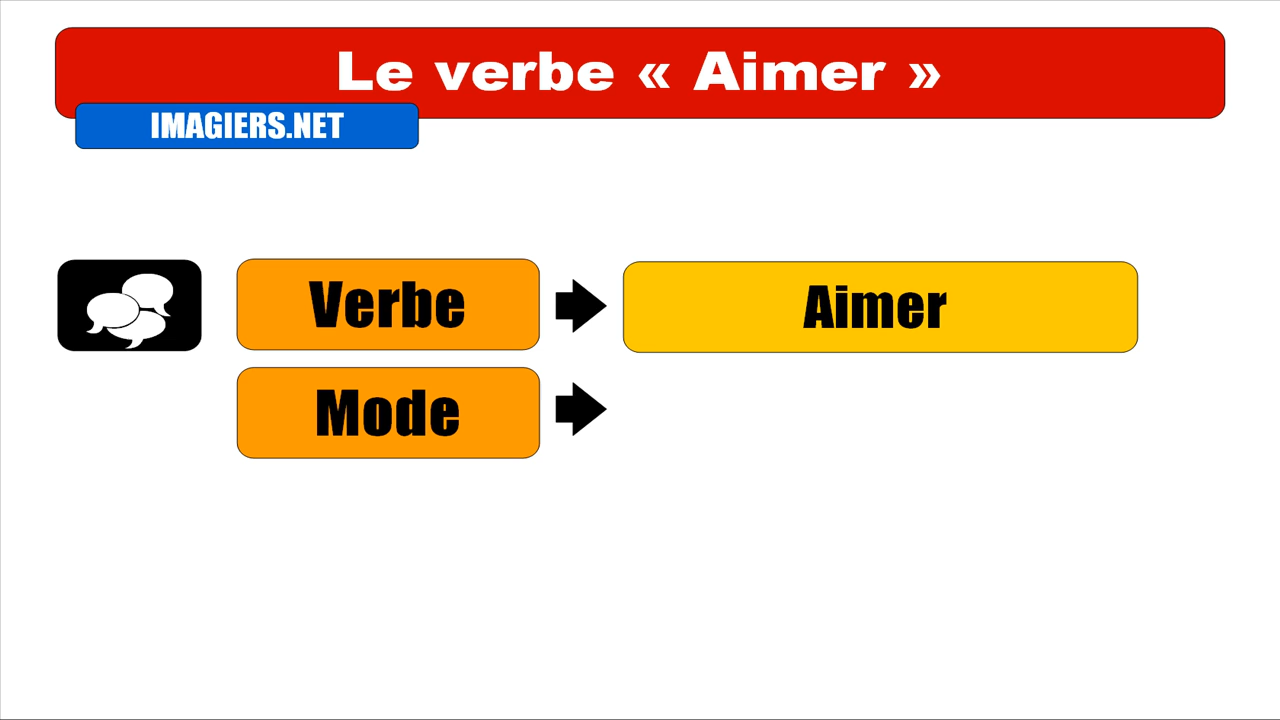 Le verbe « Aimer »
IMAGIERS.NET
Verbe
Aimer
Mode